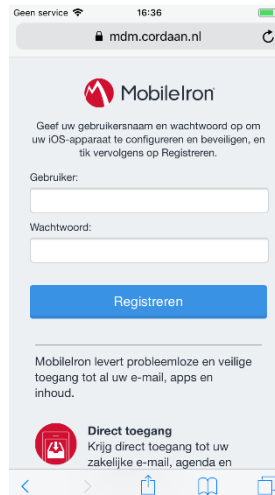 Geen service 16:36
mdm.cordaan.nl
MobileIron
Geef uw gebruikersnaam en wachtwoord op om
uw iOS-apparaat te configureren en beveiligen, en
tik vervolgens op Registreren.
Gebruiker:
Wachtwoord:
Registreren
MobileIron levert probleemloze en veilige
toegang tot al uw e-mail, apps en
inhoud.
Direct toegang
Krijg direct toegang tot uw
zakelijke e-mail, agenda en